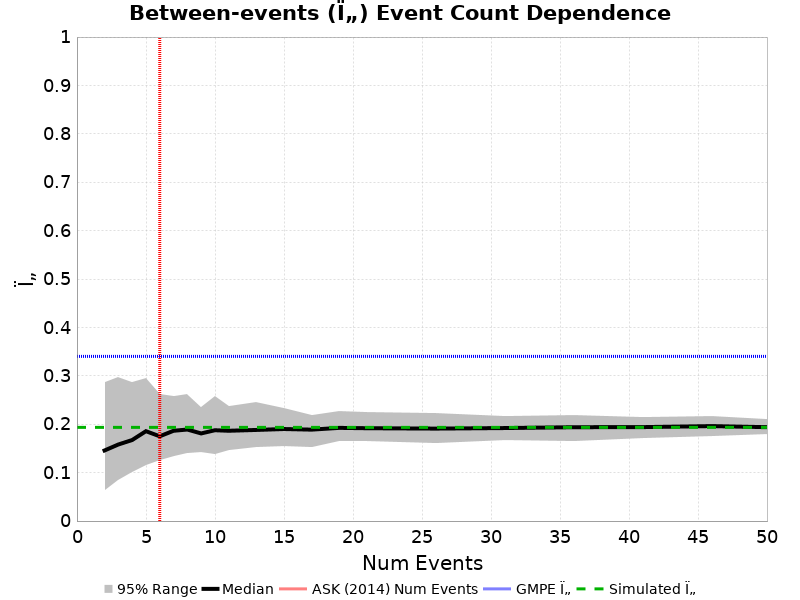 Between-events (Ï„) Event Count Dependence
1
0.9
0.8
0.7
0.6
0.5
0.4
0.3
0.2
0.1
0
Ï„
0 5 10 15 20 25 30 35 40 45 50
Num Events
95% Range Median ASK (2014) Num Events GMPE Ï„ Simulated Ï„